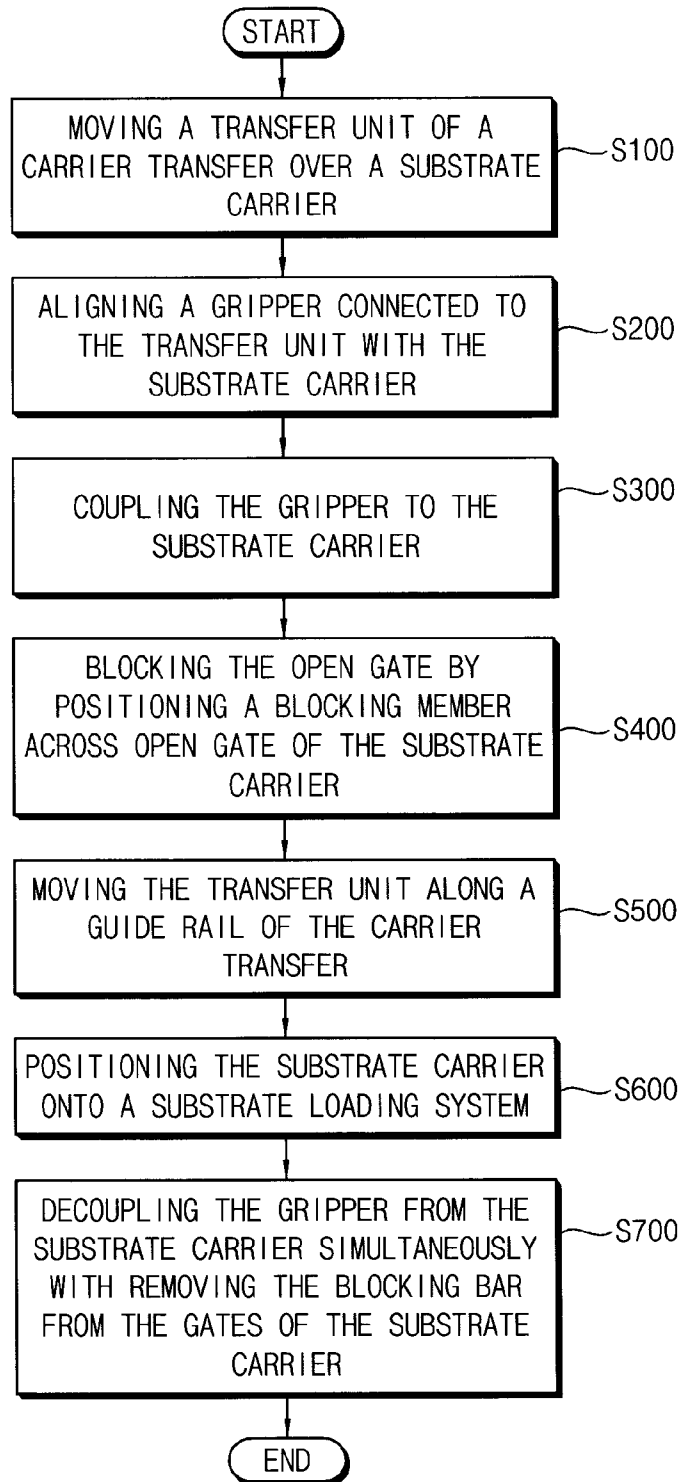 START
MOVING A TRANSFER UNIT OF A
CARRIER TRANSFER OVER A SUBSTRATE
CARRIER
S100
ALIGNING A GRIPPER CONNECTED TO
THE TRANSFER UNIT WITH THE
SUBSTRATE CARRIER
S200
COUPLING THE GRIPPER TO THE
SUBSTRATE CARRIER
S300
BLOCKING THE OPEN GATE BY
POSITIONING A BLOCKING MEMBER
ACROSS OPEN GATE OF THE SUBSTRATE
CARRIER
S400
MOVING THE TRANSFER UNIT ALONG A
GUIDE RAIL OF THE CARRIER
TRANSFER
S500
POSITIONING THE SUBSTRATE CARRIER
ONTO A SUBSTRATE LOADING SYSTEM
S600
DECOUPLING THE GRIPPER FROM THE
SUBSTRATE CARRIER SIMULTANEOUSLY
WITH REMOVING THE BLOCKING BAR
FROM THE GATES OF THE SUBSTRATE
CARRIER
S700
END